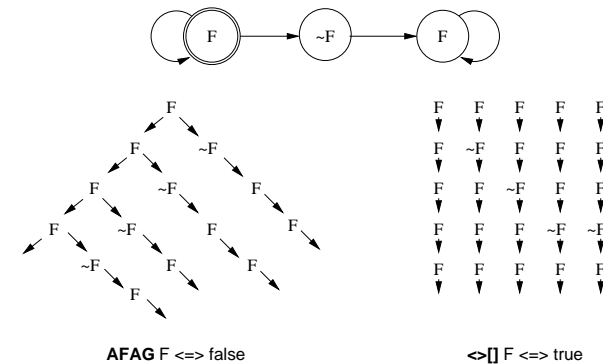 F ~F F
F
F ~F
F ~F F
F ~F F F
~F F F
F
F F F F F
F ~F F F F
F F ~F F F
F F F ~F ~F
F F F F F
AFAG F <=> false
<>[] F <=> true